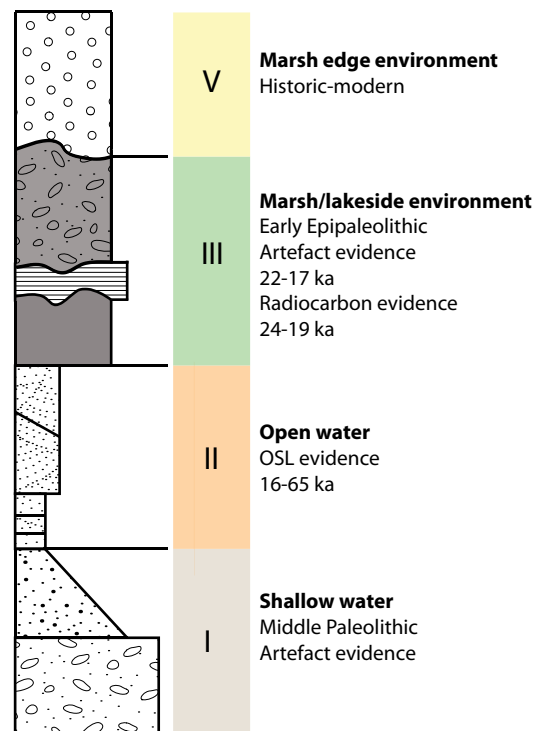 V
Marsh edge environment
Historic-modern
III
Marsh/lakeside environment
Early Epipaleolithic
Artefact evidence
22-17 ka
Radiocarbon evidence
24-19 ka
II
Open water
OSL evidence
16-65 ka
I
Shallow water
Middle Paleolithic
Artefact evidence